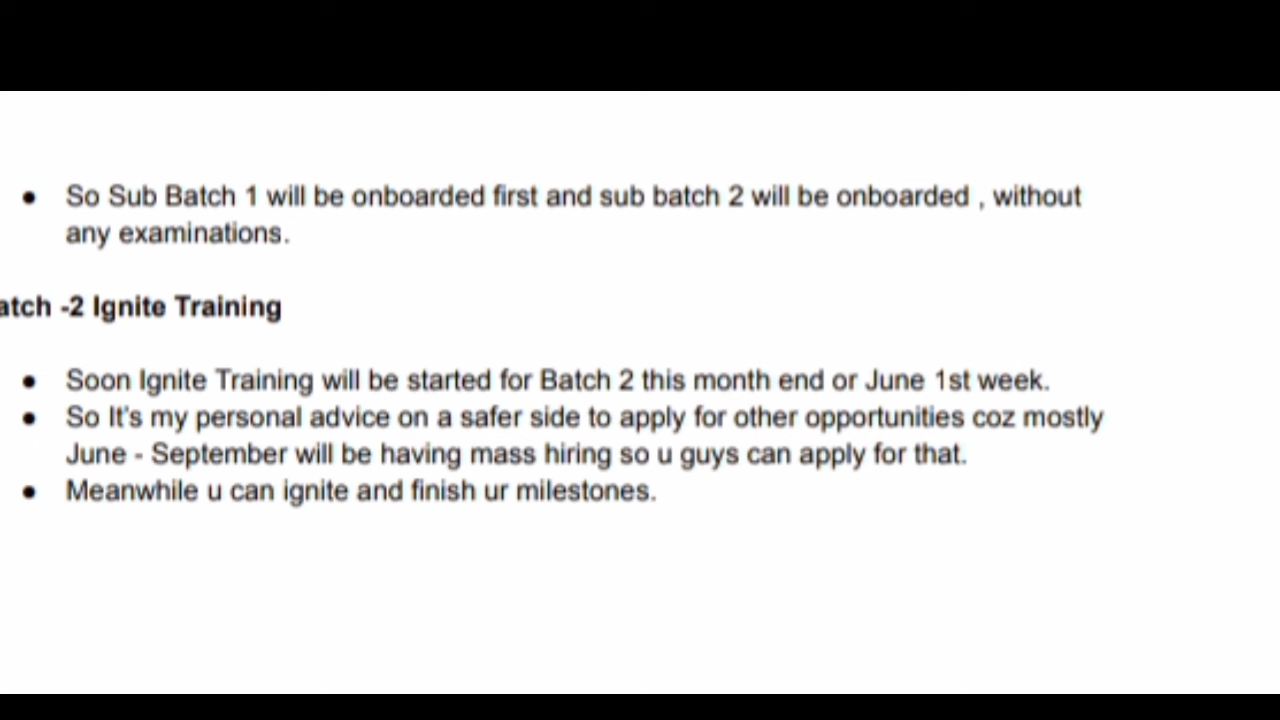 So Sub Batch 1 will be onboarded first and sub batch 2 will be onboarded , without
any examinations.
atch -2 Ignite Training
Soon Ignite Training will be started for Batch 2 this month end or June 1st week.
So It's my personal advice on a safer side to apply for other opportunities coz mostly
June - September will be having mass hiring so u guys can apply for that.
Meanwhile u can ignite and finish ur milestones.